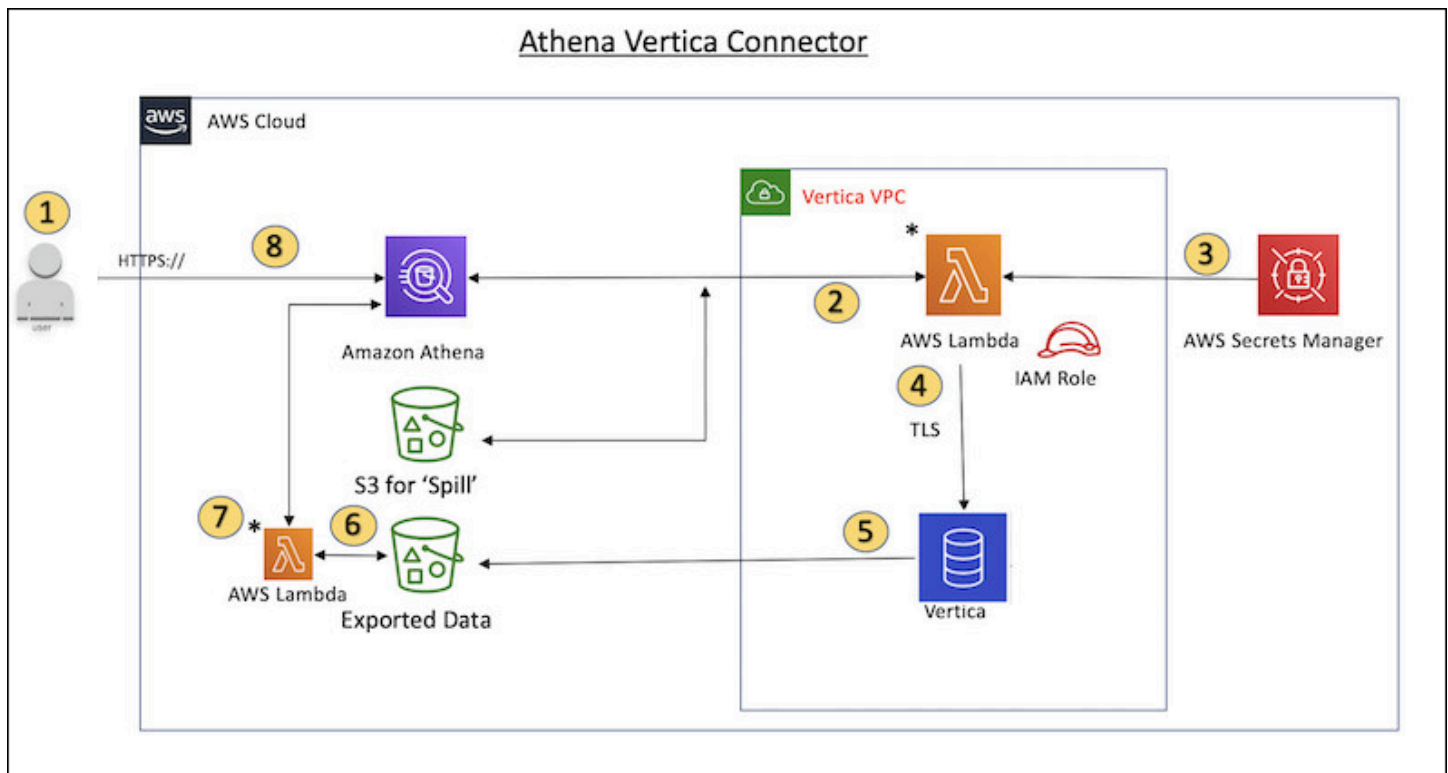 Athena Vertica Connector
aws
AWS Cloud
1
Vertica VPC
8
*
3
HTTPS://
2
user
Amazon Athena
AWS Lambda
AWS Secrets Manager
4
IAM Role
TLS
S3 for ‘Spill’
7
*
6
5
AWS Lambda
Exported Data
Vertica